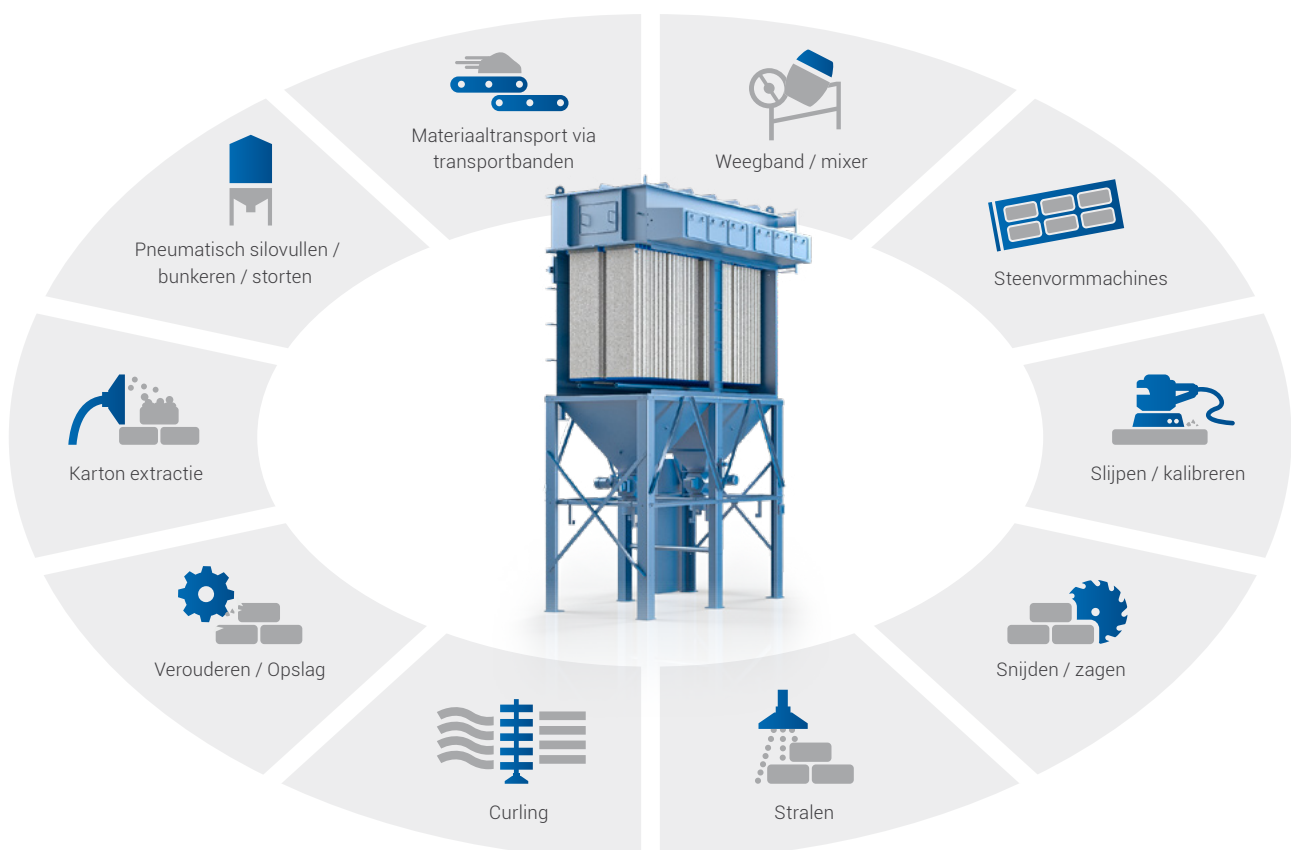 Materiaaltransport via
transportbanden
Weegband / mixer
Pneumatisch silovullen /
bunkeren / storten
Steenvormmachines
Karton extractie
Slijpen / kalibreren
Verouderen / Opslag
Snijden / zagen
Curling
Stralen